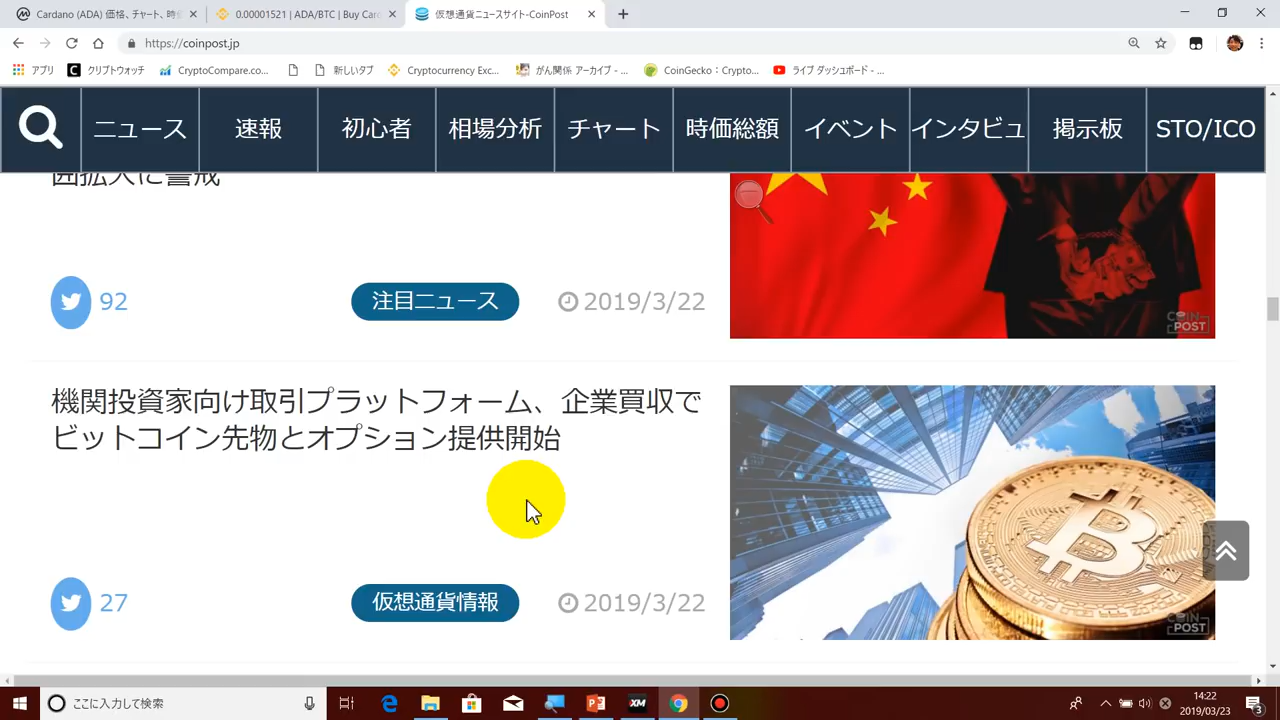 Cardano (ADA) 価格、チャート、時
0.00001521 | ADA/BTC | Buy Car
仮想通貨ニュースサイト-CoinPost
https://coinpost.jp
アプリ
クリプトウォッチ
CryptoCompare.co...
新しいタブ
Cryptocurrency Exc...
がん関係 アーカイブ - ...
CoinGecko：Crypto...
ライブ ダッシュボード - ...
ニュース
速報
初心者
相場分析
チャート
時価総額
イベント
インタビュ
掲示板
STO/ICO
囲拡大に警戒
92
注目ニュース
2019/3/22
COIN
POST
機関投資家向け取引プラットフォーム、企業買収で
ビットコイン先物とオプション提供開始
27
仮想通貨情報
2019/3/22
COIN
POST
ここに入力して検索
XM
14:22
2019/03/23
3